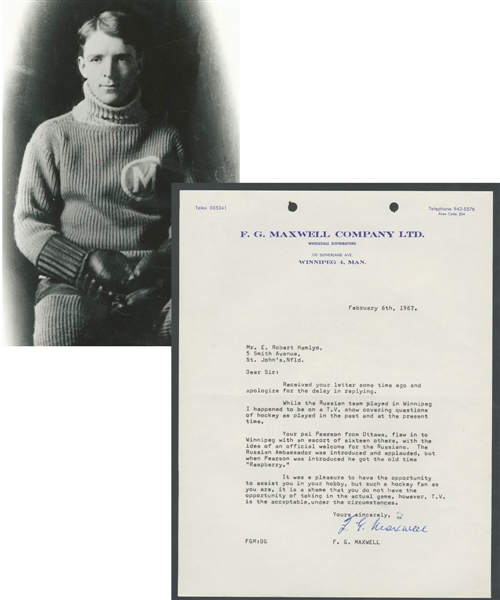 M
Telex 035241
Telephone 942-5576
Area Code 204
F. G. MAXWELL COMPANY LTD.
WHOLESALE DISTRIBUTORS
SUTHERLAND AVE.
WINNIPEG 4, MAN.
February 6th, 1967.
Mr. E. Robert Hamlyn,
5 Smith Avenue,
St. John's,Nfld.
Dear Sir:
Received your letter some time ago and
apologize for the delay in replying.
While the Russian team played in Winnipeg
I happened to be on a T.V. show covering questions
of hockey as played in the past and at the present
time.
Your pal Pearson from Ottawa, flew in to
Winnipeg with an escort of sixteen others, with the
idea of an official welcome for the Russians. The
Russian Ambassador was introduced and applauded, but
when Pearson was introduced he got the old time
"Raspberry."
It was a pleasure to have the opportunity
to assist you in your hobby, but such a hockey fan as
you are, it is a shame that you do not have the
opportunity of taking in the actual game, however, T.V.
is the acceptable,under the circumstances.
Yours sincerely,
F. G. Maxwell
FGM:DG F. G. MAXWELL